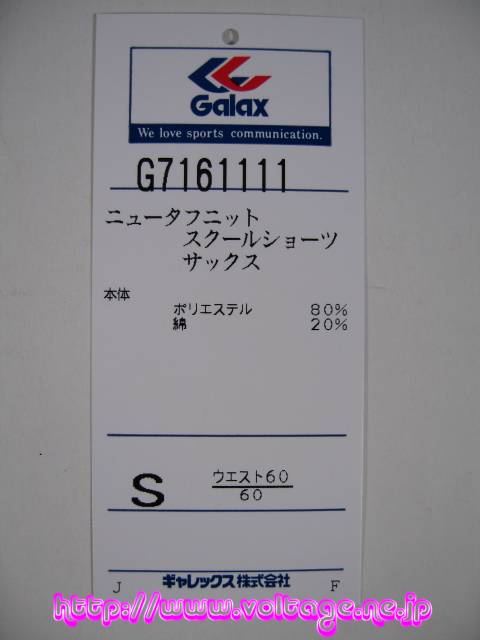 Galax
We love sports communication.
G7161111
ニュータフニット
スクールショーツ
サックス
本体
ポリエステル 80%
綿 20%
S
ウエスト60
60
ギャレックス株式会社
J F
http://www.voltage.ne.jp